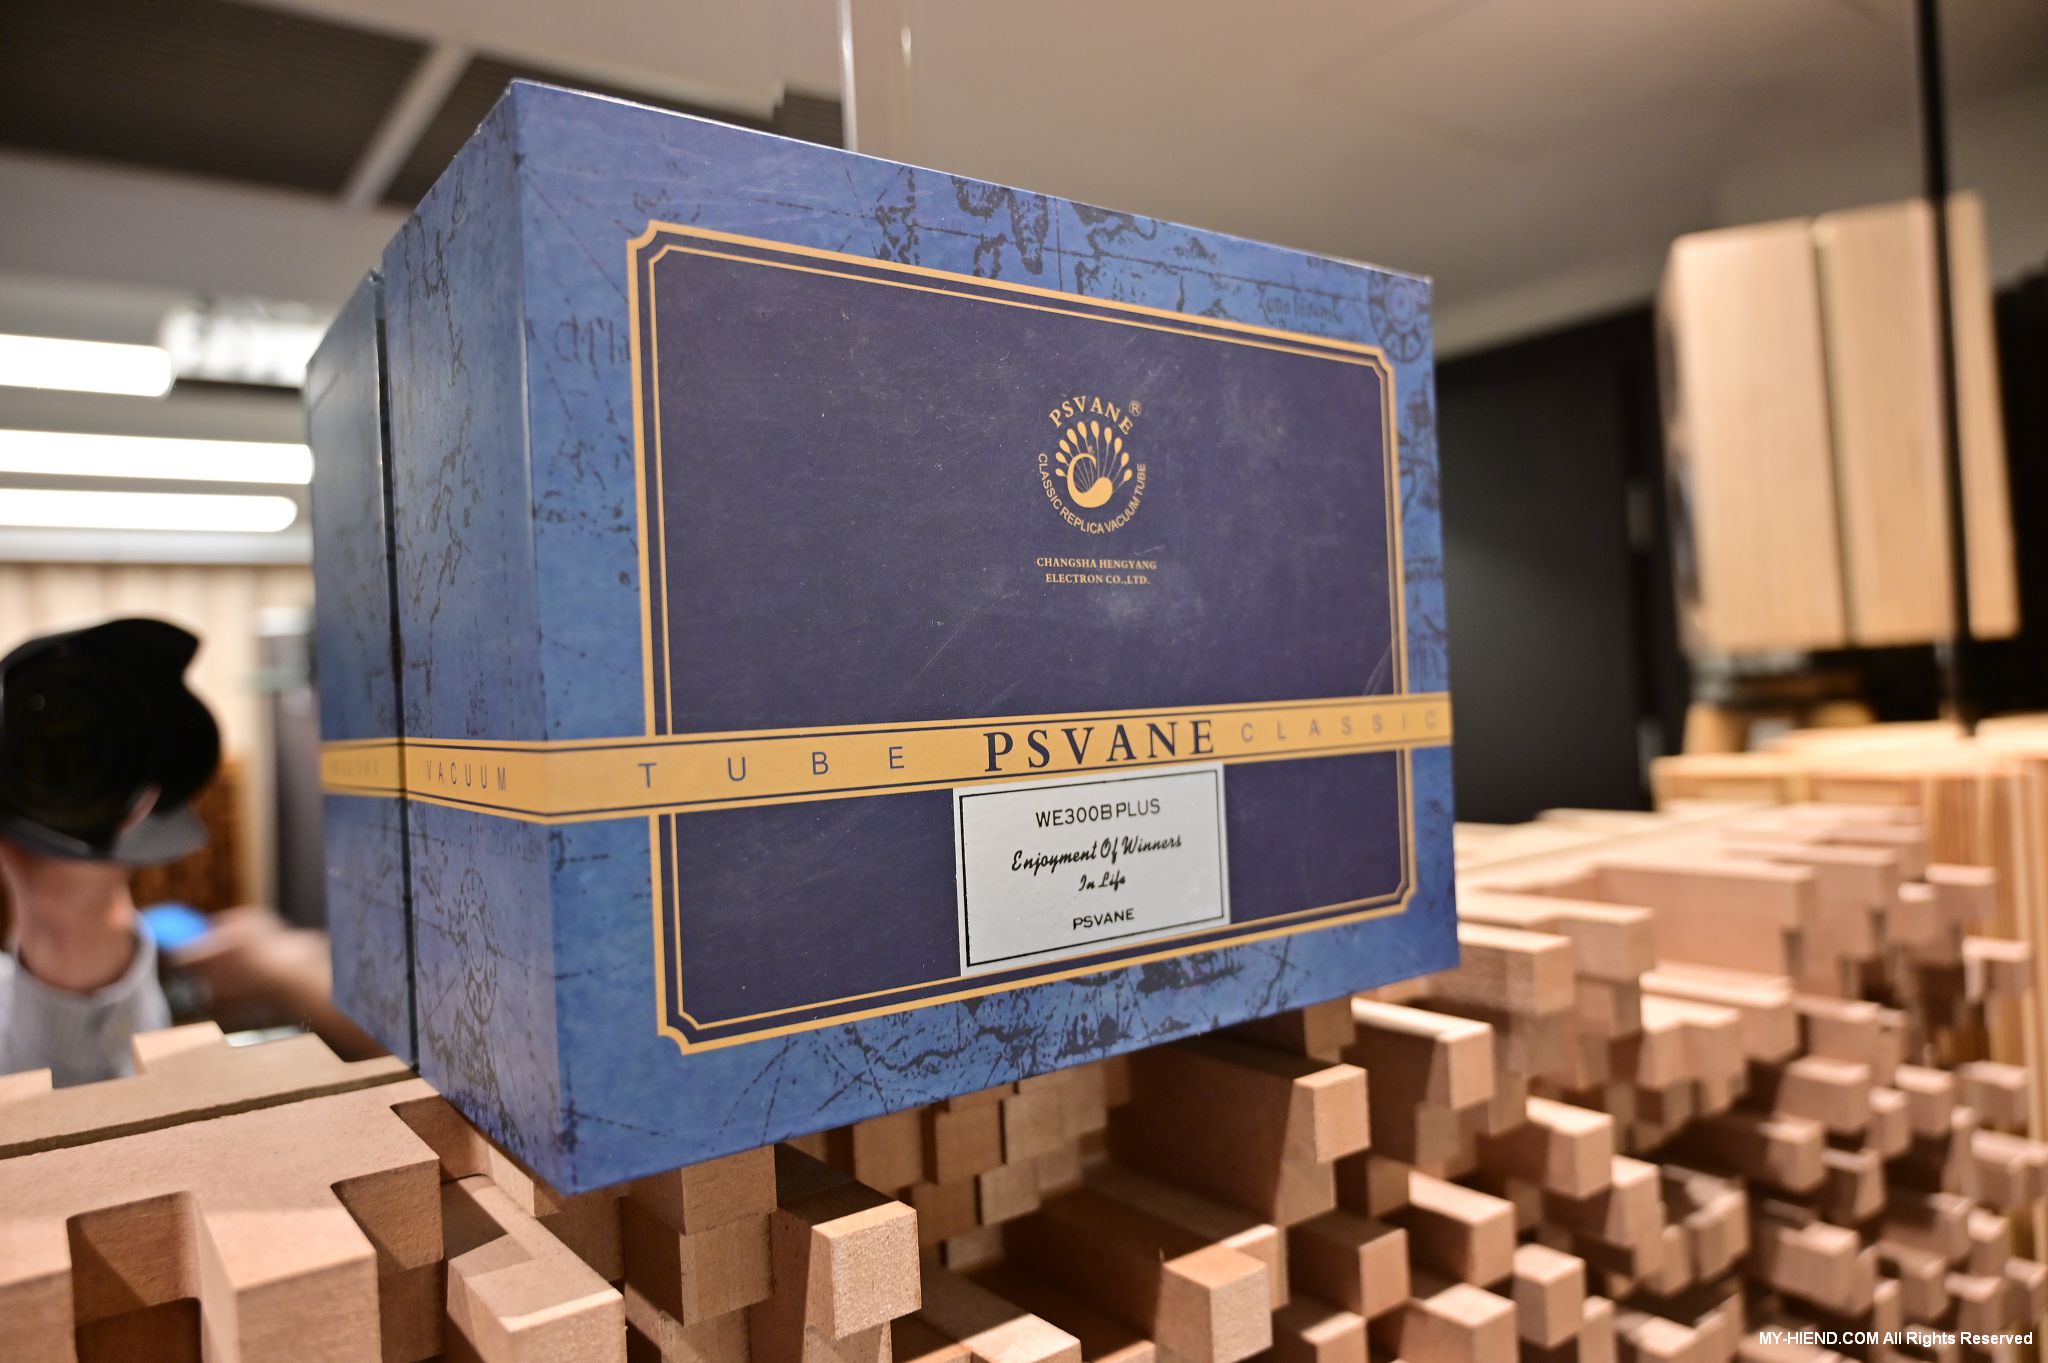 PSVANE®
CLASSIC REPLICA VACUUM TUBE
CHANGSHA HENGYANG
ELECTRON CO.,LTD.
VACUUM TUBE PSVANE CLASSIC
WE300B PLUS
Enjoyment Of Winners
In Life
PSVANE
MY-HIEND.COM All Rights Reserved